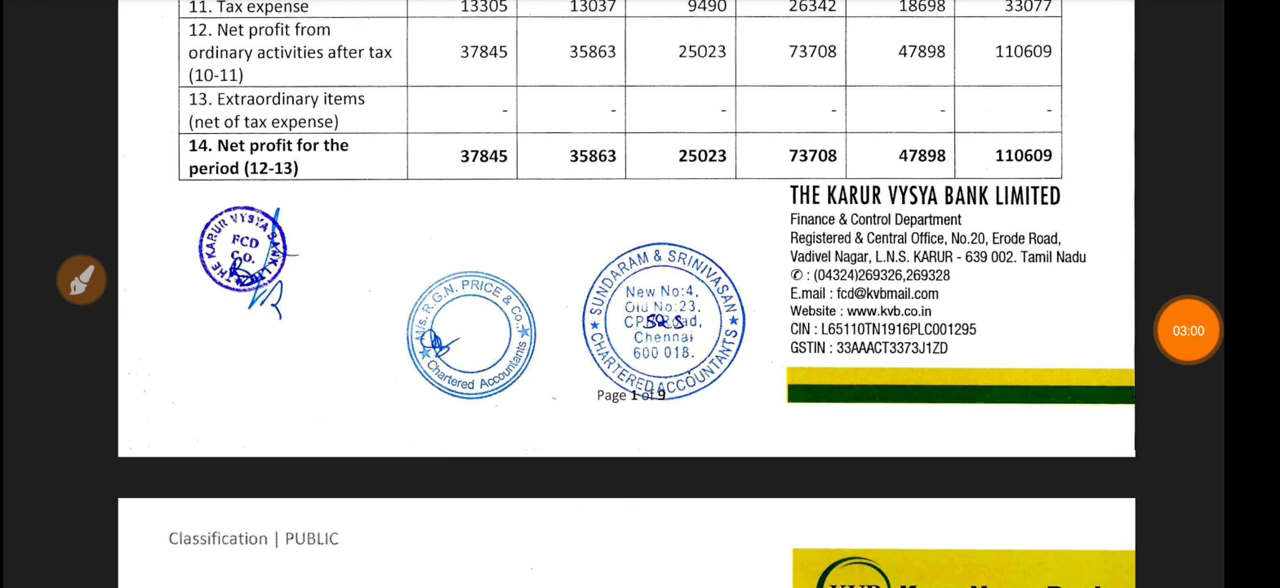 11. Tax expense 13305 13037 9490 26342 18698 33077
12. Net profit from
ordinary activities after tax 37845 35863 25023 73708 47898 110609
(10-11)
13. Extraordinary items
(net of tax expense) - - - - - -
14. Net profit for the
period (12-13) 37845 35863 25023 73708 47898 110609
THE KARUR VYSYA BANK LIMITED
Finance & Control Department
Registered & Central Office, No.20, Erode Road,
Vadivel Nagar, L.N.S. KARUR - 639 002. Tamil Nadu
✆ : (04324)269326,269328
E.mail : fcd@kvbmail.com
Website : www.kvb.co.in
CIN : L65110TN1916PLC001295
GSTIN : 33AAACT3373J1ZD
THE KARUR VYSYA BANK
FCD
C.O.
M/s. R.G.N. PRICE & Co.,
Chartered Accountants
SUNDARAM & SRINIVASAN
New No:4,
Old No:23,
Chennai
600 018.
CHARTERED ACCOUNTANTS
Page 1 of 9
03:00
Classification | PUBLIC